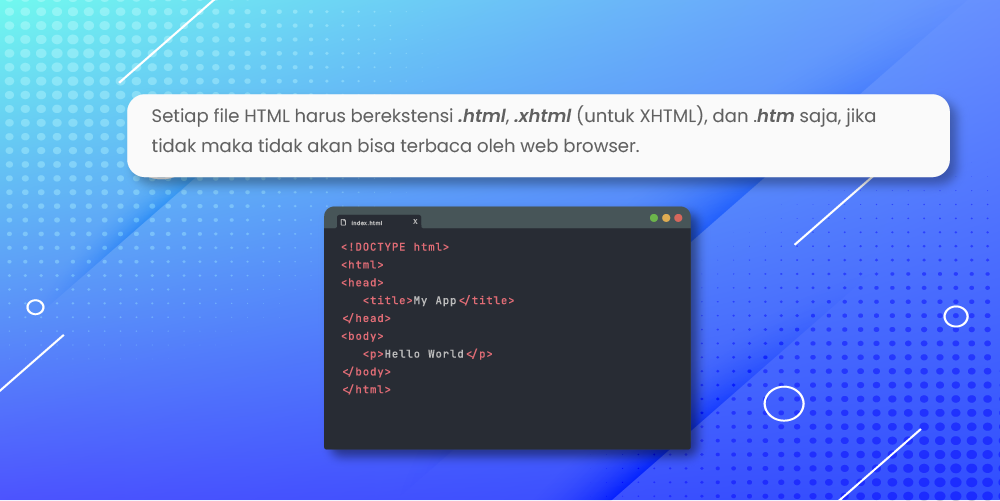 Setiap file HTML harus berekstensi .html, .xhtml (untuk XHTML), dan .htm saja, jika
tidak maka tidak akan bisa terbaca oleh web browser.
index.html X
<!DOCTYPE html>
<html>
<head>
<title>My App</title>
</head>
<body>
<p>Hello World</p>
</body>
</html>